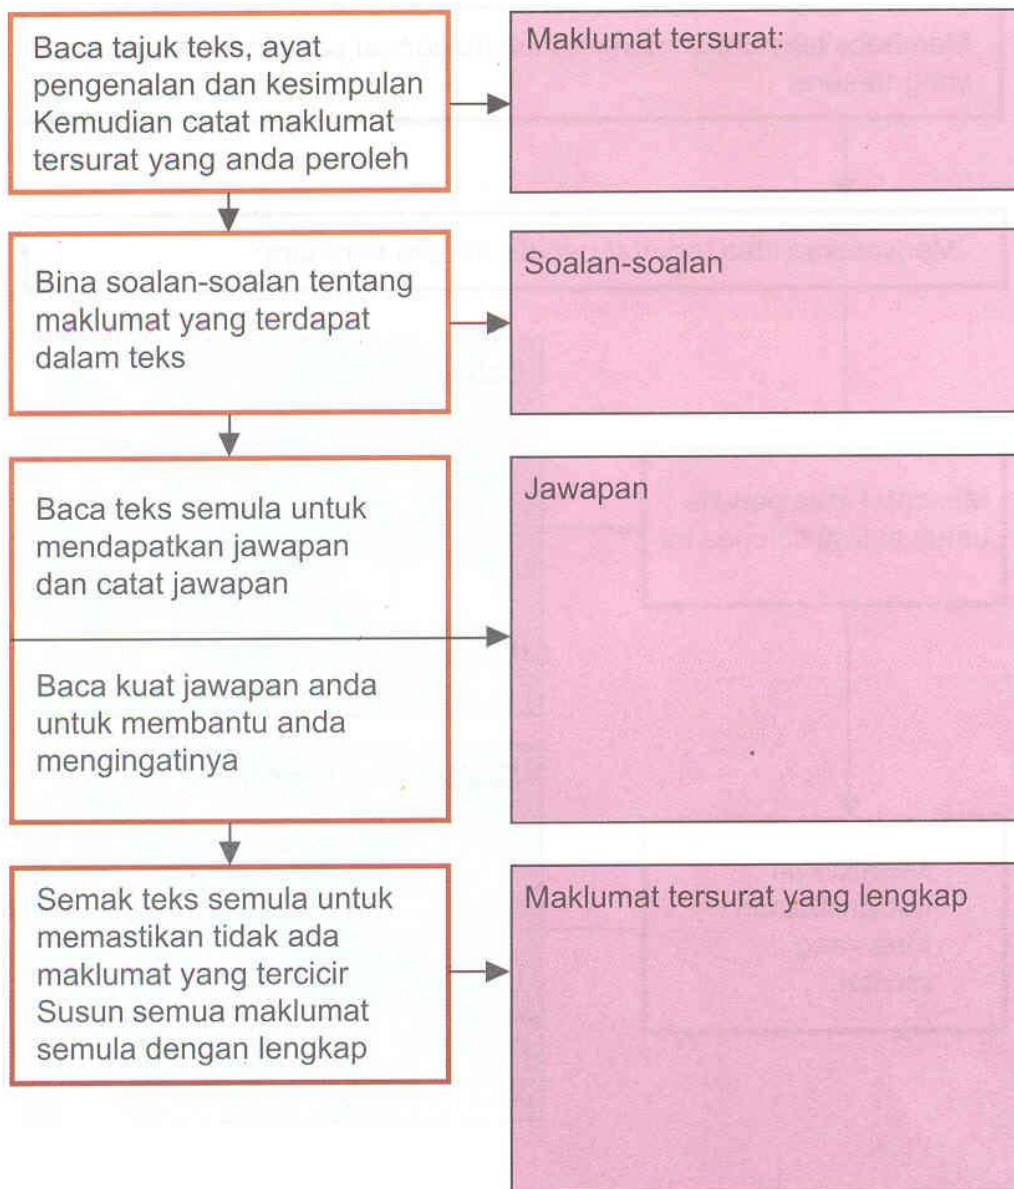 Baca tajuk teks, ayat
pengenalan dan kesimpulan
Kemudian catat maklumat
tersurat yang anda peroleh
Maklumat tersurat:
Bina soalan-soalan tentang
maklumat yang terdapat
dalam teks
Soalan-soalan
Baca teks semula untuk
mendapatkan jawapan
dan catat jawapan
Baca kuat jawapan anda
untuk membantu anda
mengingatinya
Jawapan
Semak teks semula untuk
memastikan tidak ada
maklumat yang tercicir
Susun semua maklumat
semula dengan lengkap
Maklumat tersurat yang lengkap